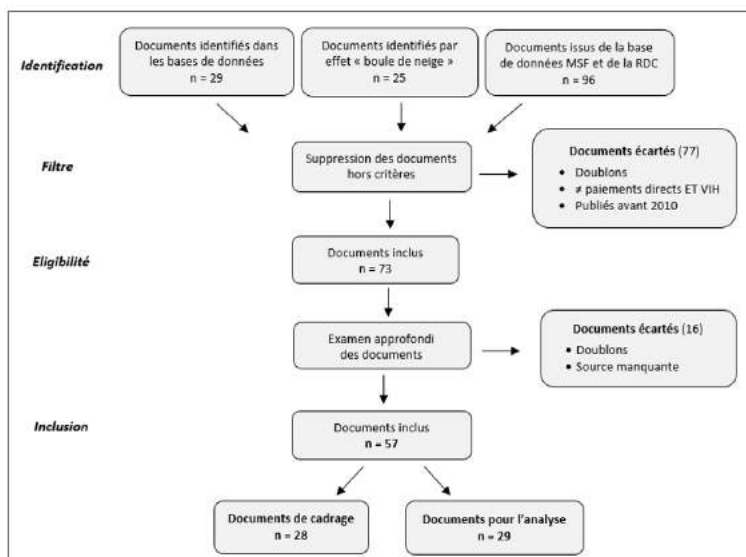 Identification
Documents identifiés dans
les bases de données
n = 29
Documents identifiés par
effet « boule de neige »
n = 25
Documents issus de la base
de données MSF et de la RDC
n = 96
Filtre
Suppression des documents
hors critères
Documents écartés (77)
• Doublons
• ≠ paiements directs ET VIH
• Publiés avant 2010
Eligibilité
Documents inclus
n = 73
Examen approfondi
des documents
Documents écartés (16)
• Doublons
• Source manquante
Inclusion
Documents inclus
n = 57
Documents de cadrage
n = 28
Documents pour l'analyse
n = 29